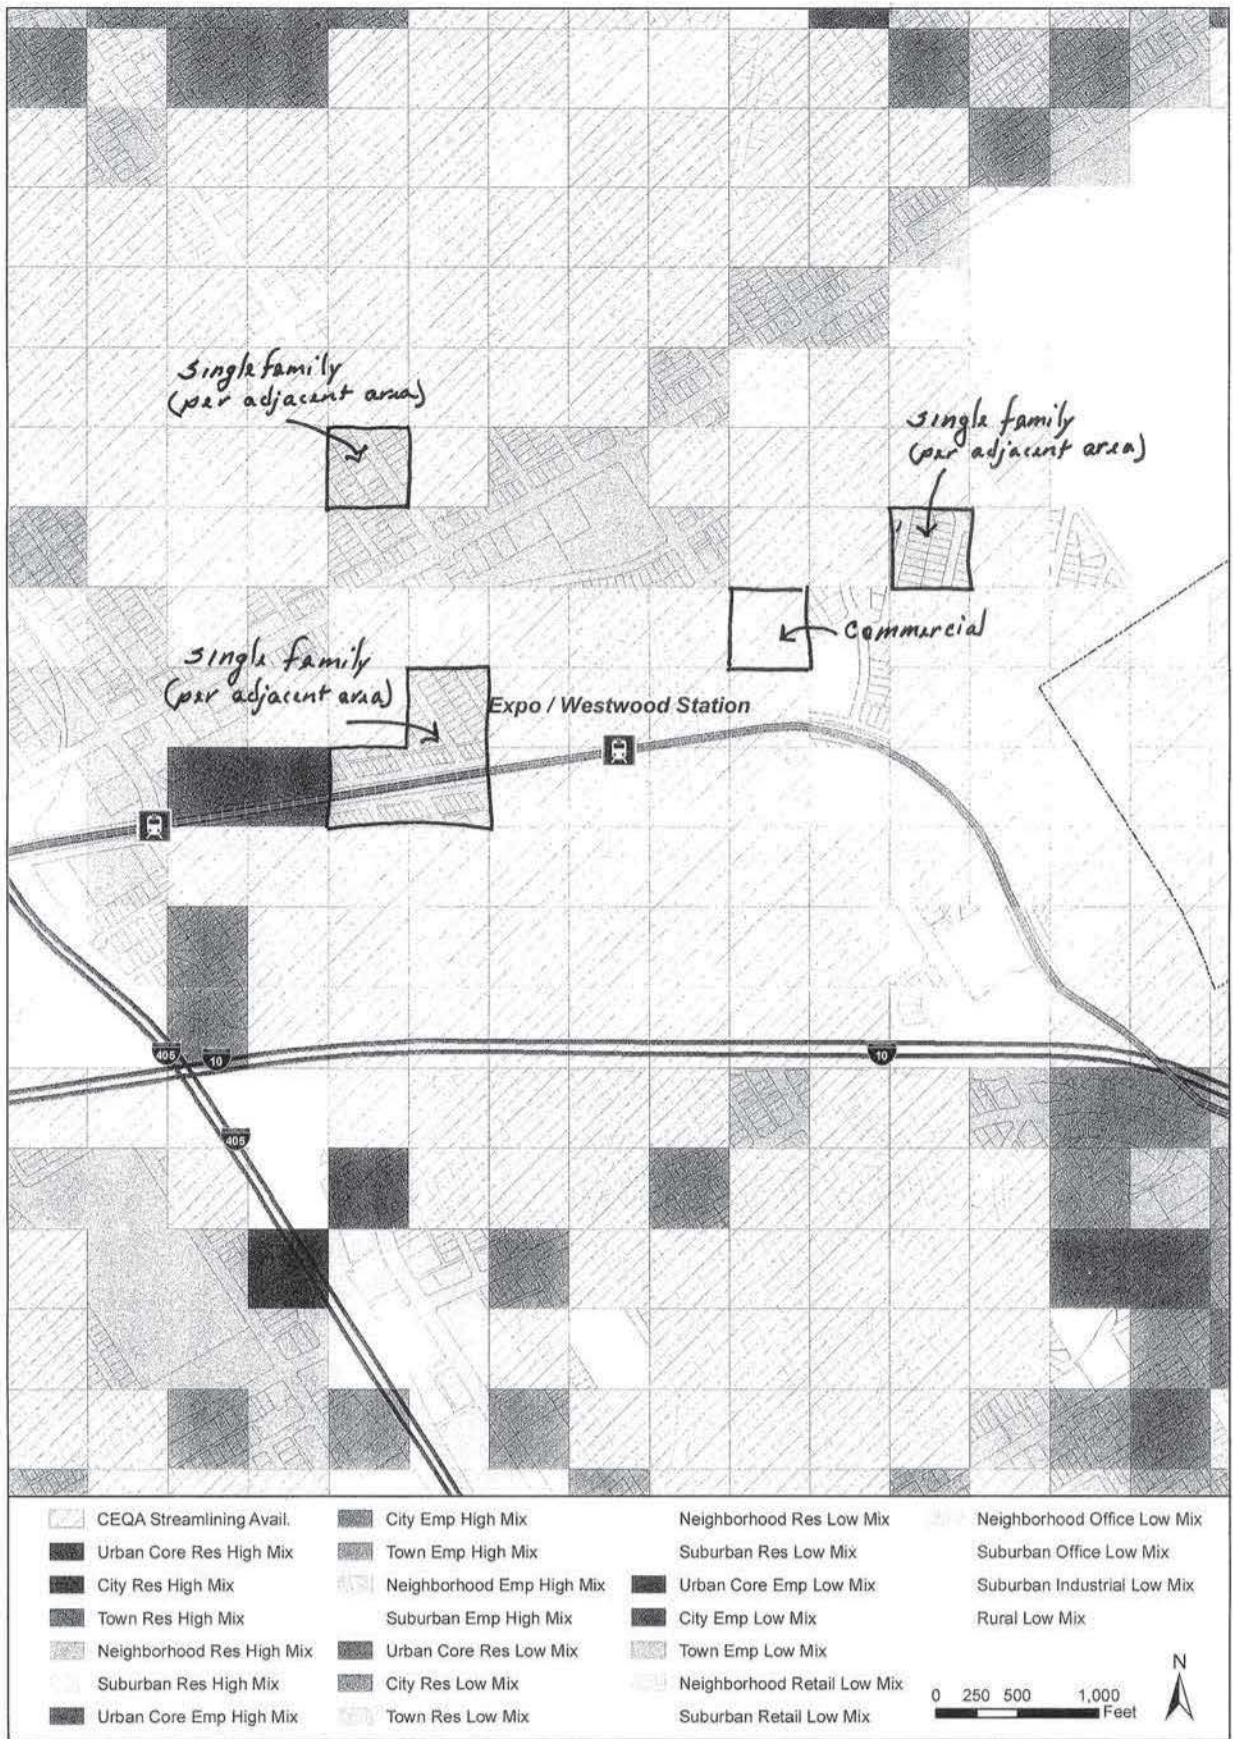 single family
(per adjacent area)
single family
(per adjacent area)
Commercial
single family
(per adjacent area)
Expo / Westwood Station
405
10
10
405
CEQA Streamlining Avail.
Urban Core Res High Mix
City Res High Mix
Town Res High Mix
Neighborhood Res High Mix
Suburban Res High Mix
Urban Core Emp High Mix
City Emp High Mix
Town Emp High Mix
Neighborhood Emp High Mix
Suburban Emp High Mix
Urban Core Res Low Mix
City Res Low Mix
Town Res Low Mix
Neighborhood Res Low Mix
Suburban Res Low Mix
Urban Core Emp Low Mix
City Emp Low Mix
Town Emp Low Mix
Neighborhood Retail Low Mix
Suburban Retail Low Mix
Neighborhood Office Low Mix
Suburban Office Low Mix
Suburban Industrial Low Mix
Rural Low Mix
N
0 250 500 1,000
Feet